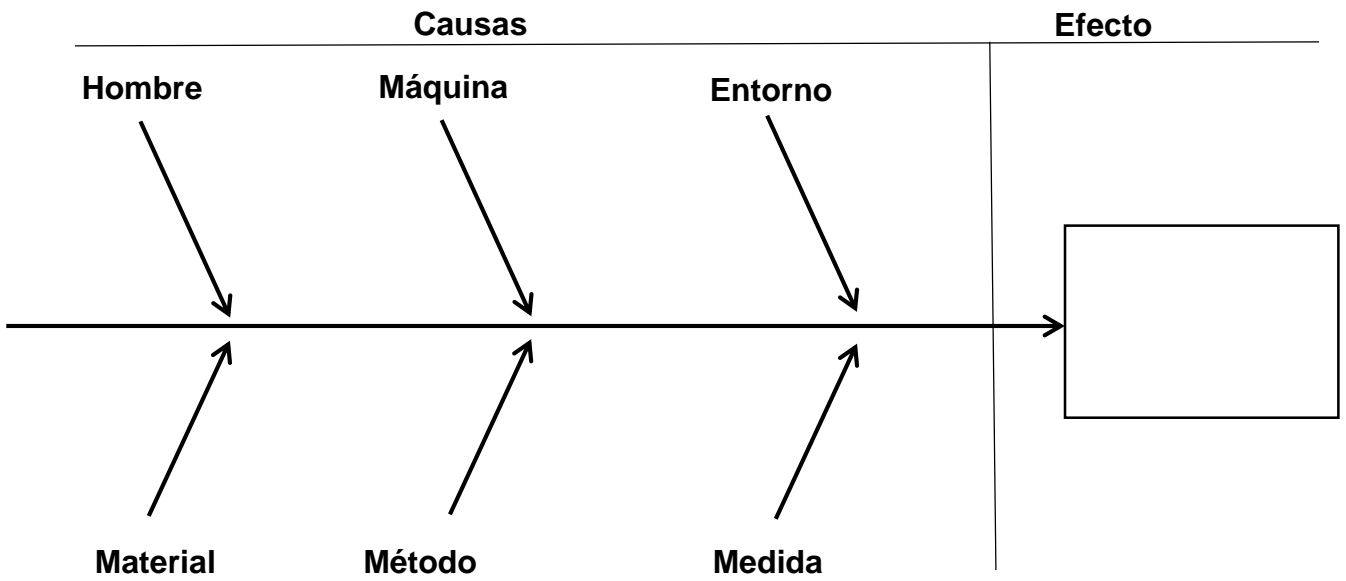 Causas
Efecto
Hombre
Máquina
Entorno
Material
Método
Medida